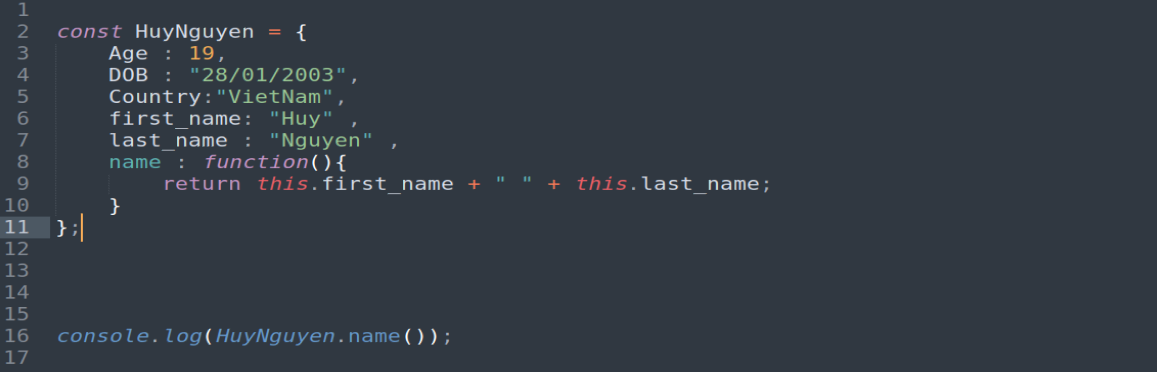 1
2 const HuyNguyen = {
3     Age : 19,
4     DOB : "28/01/2003",
5     Country:"VietNam",
6     first_name: "Huy" ,
7     last_name : "Nguyen" ,
8     name : function(){
9         return this.first_name + " " + this.last_name;
10     }
11 };
12
13
14
15
16 console.log(HuyNguyen.name());
17